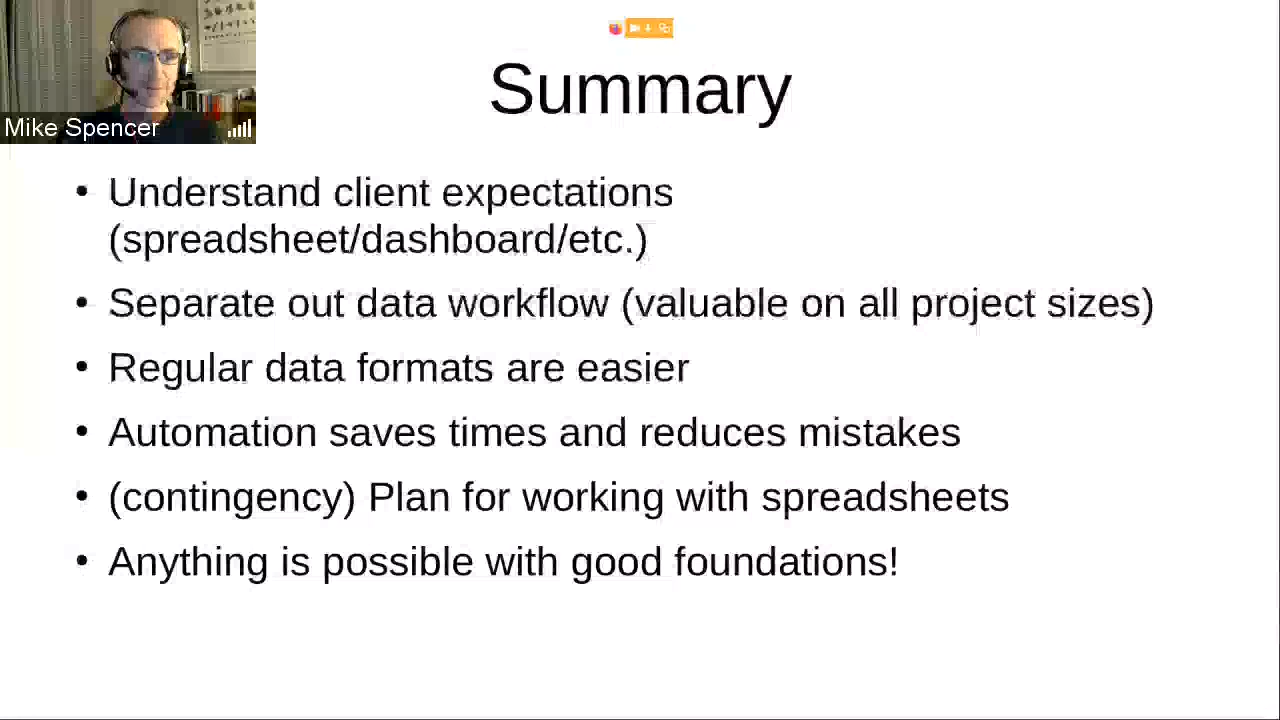 Mike Spencer
Summary
• Understand client expectations
(spreadsheet/dashboard/etc.)
• Separate out data workflow (valuable on all project sizes)
• Regular data formats are easier
• Automation saves times and reduces mistakes
• (contingency) Plan for working with spreadsheets
• Anything is possible with good foundations!